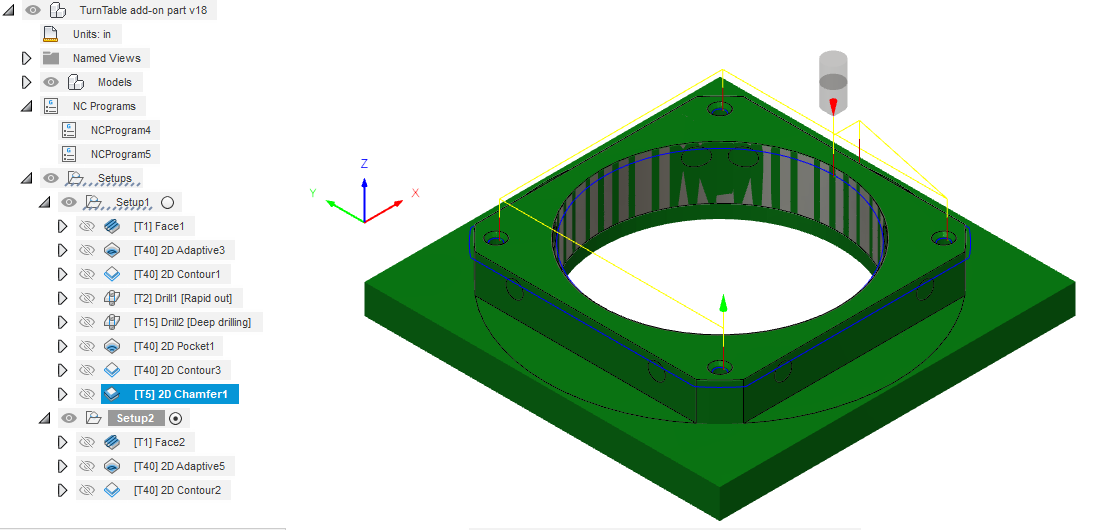 TurnTable add-on part v18
Units: in
Named Views
Models
NC Programs
NCProgram4
NCProgram5
Setups
Setup1
[T1] Face1
[T40] 2D Adaptive3
[T40] 2D Contour1
[T2] Drill1 [Rapid out]
[T15] Drill2 [Deep drilling]
[T40] 2D Pocket1
[T40] 2D Contour3
[T5] 2D Chamfer1
Setup2
[T1] Face2
[T40] 2D Adaptive5
[T40] 2D Contour2
Z
Y
X